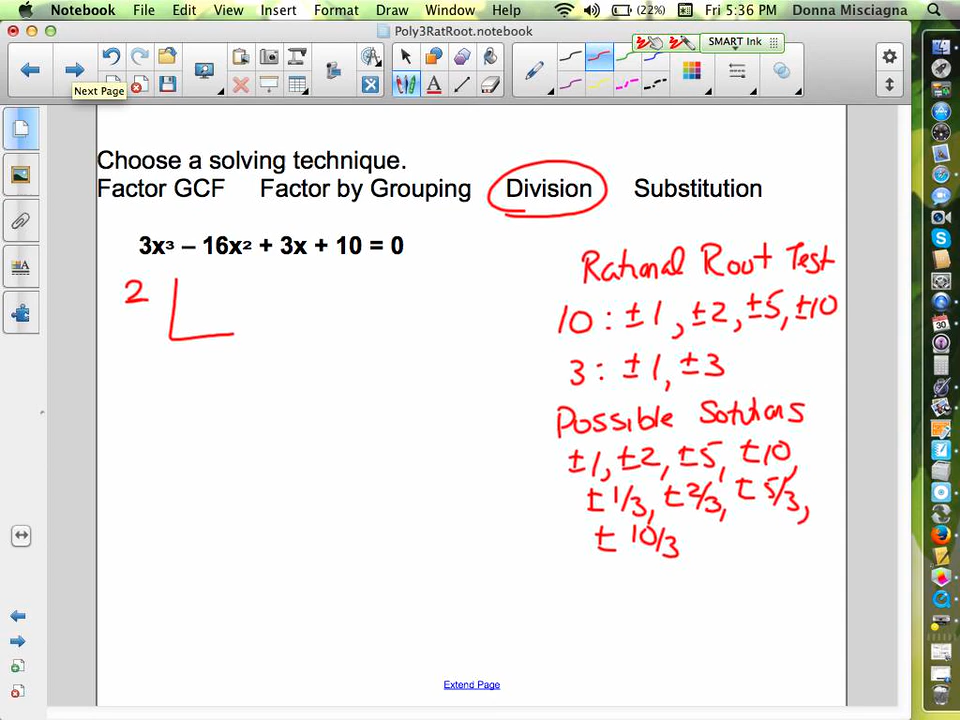 Notebook File Edit View Insert Format Draw Window Help (22%) Fri 5:36 PM Donna Misciagna
Poly3RatRoot.notebook
SMART Ink
Next Page
Choose a solving technique.
Factor GCF Factor by Grouping Division Substitution
3x³ – 16x² + 3x + 10 = 0
2
Rational Root Test
10 : ±1, ±2, ±5, ±10
3 : ±1, ±3
Possible Solutions
±1, ±2, ±5, ±10,
± 1/3, ± 2/3, ± 5/3,
± 10/3
Extend Page